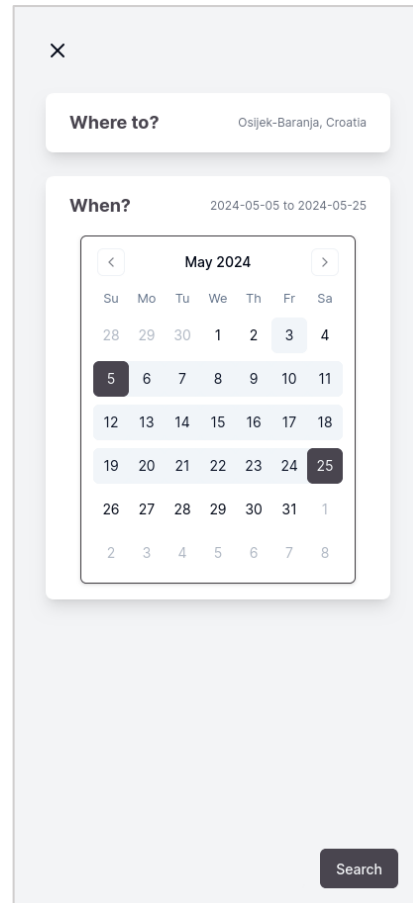 Where to? Osijek-Baranja, Croatia
When? 2024-05-05 to 2024-05-25
May 2024
Su Mo Tu We Th Fr Sa
28 29 30 1 2 3 4
5 6 7 8 9 10 11
12 13 14 15 16 17 18
19 20 21 22 23 24 25
26 27 28 29 30 31 1
2 3 4 5 6 7 8
Search